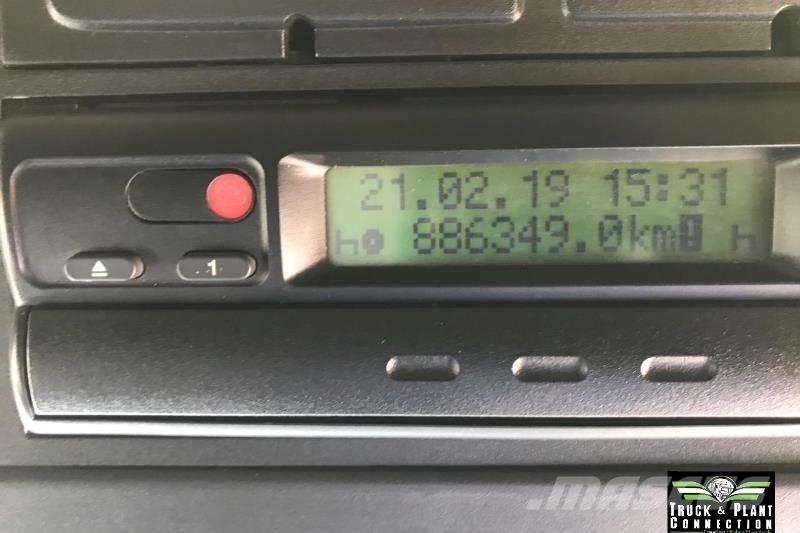 21.02.19 15:31
886349.0km
1
TRUCK & PLANT
CONNECTION